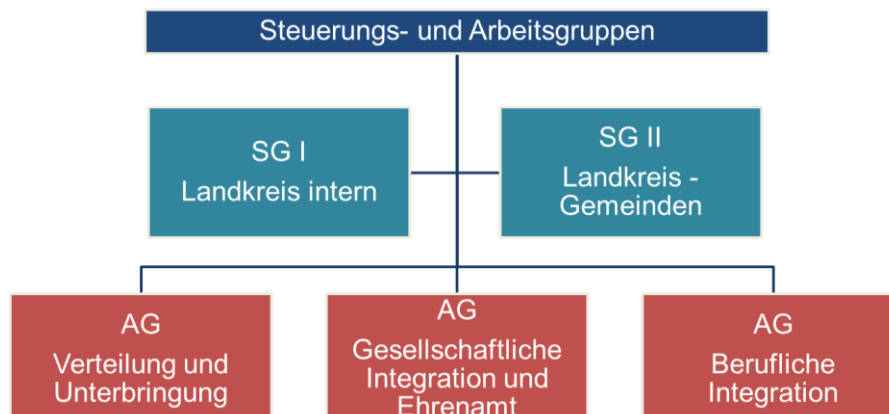 Steuerungs- und Arbeitsgruppen
SG I
Landkreis intern
SG II
Landkreis -
Gemeinden
AG
Verteilung und
Unterbringung
AG
Gesellschaftliche
Integration und
Ehrenamt
AG
Berufliche
Integration